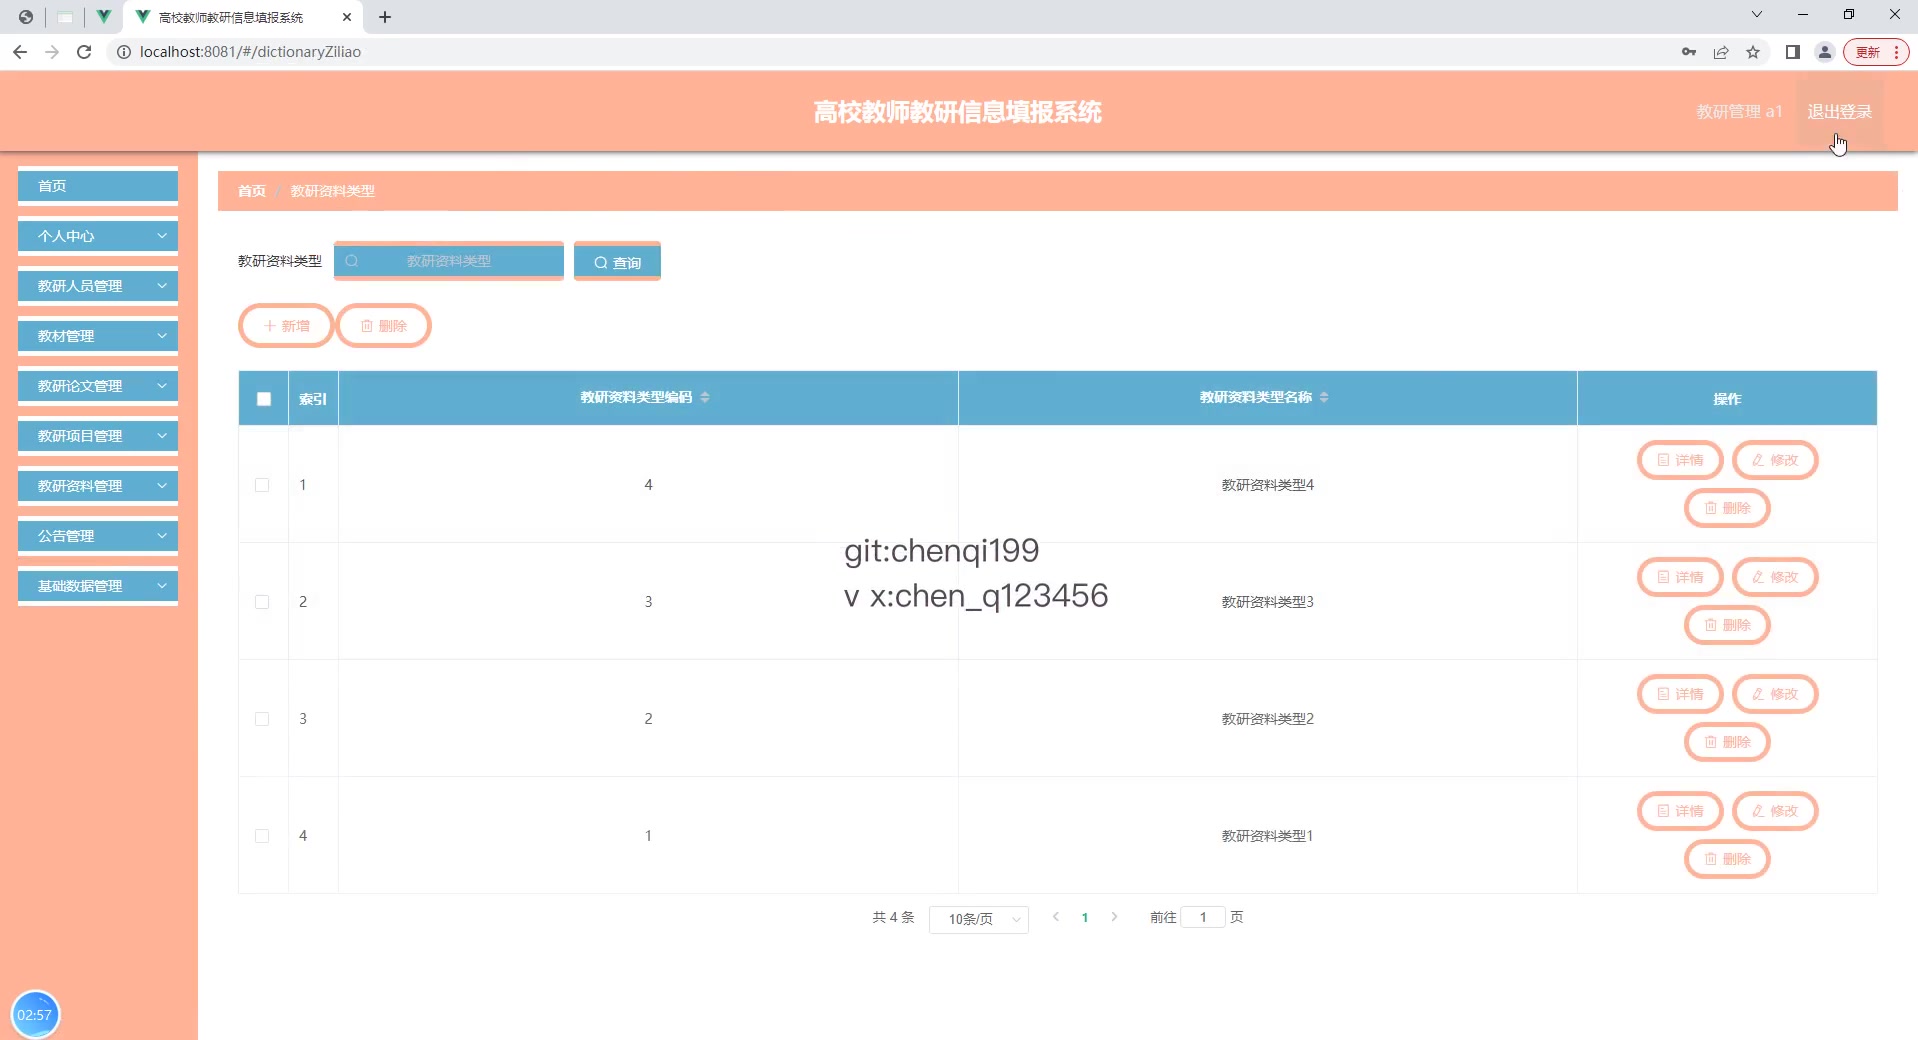 高校教师教研信息填报系统
localhost:8081/#/dictionaryZiliao
更新
高校教师教研信息填报系统
教研管理 a1
退出登录
首页
个人中心
教研人员管理
教材管理
教研论文管理
教研项目管理
教研资料管理
公告管理
基础数据管理
首页 / 教研资料类型
教研资料类型 教研资料类型 查询
新增 删除
索引 教研资料类型编码 教研资料类型名称 操作
1 4 教研资料类型4 详情 修改
删除
git:chenqi199
v x:chen_q123456
2 3 教研资料类型3 详情 修改
删除
3 2 教研资料类型2 详情 修改
删除
4 1 教研资料类型1 详情 修改
删除
共 4 条 10条/页 1 前往 1 页
02:57